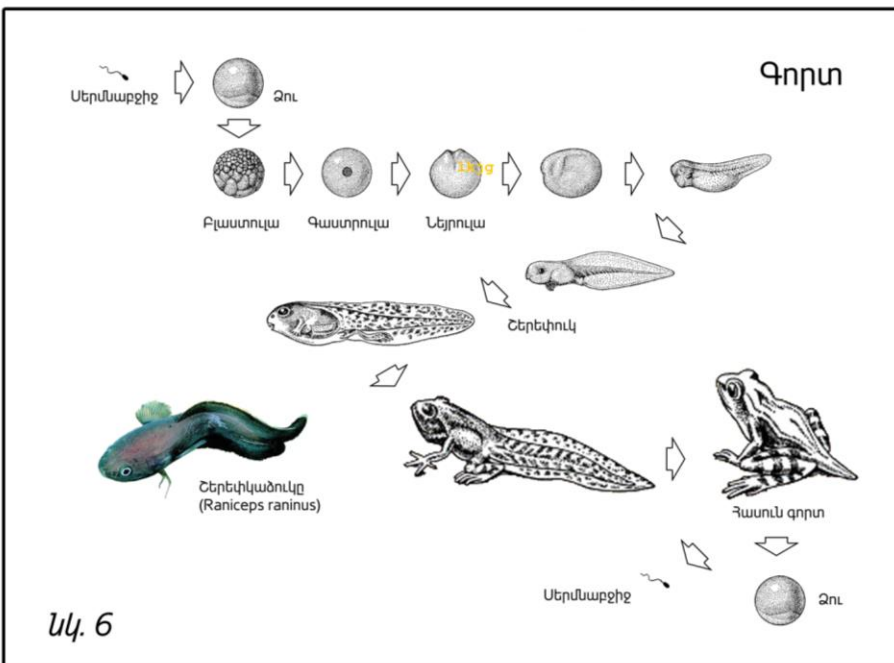 Գորտ
Սերմնաբջիջ
Ձու
Բլաստուլա
Գաստրուլա
Նեյրուլա
Շերեփուկ
Շերեփկաձուկը
(Raniceps raninus)
Հասուն գորտ
Սերմնաբջիջ
Ձու
նկ. 6